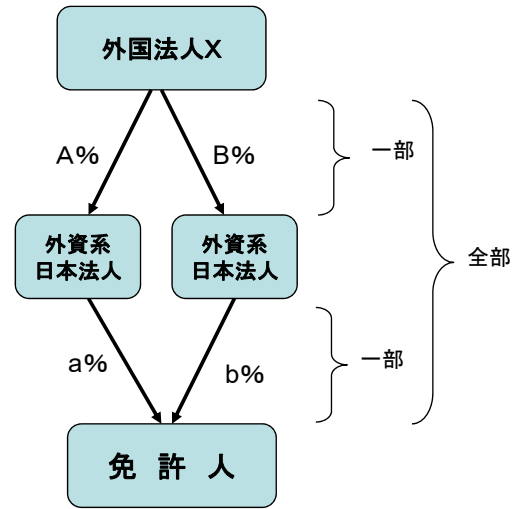 外国法人X
A%
B%
一部
外資系
日本法人
外資系
日本法人
全部
a%
b%
一部
免 許 人